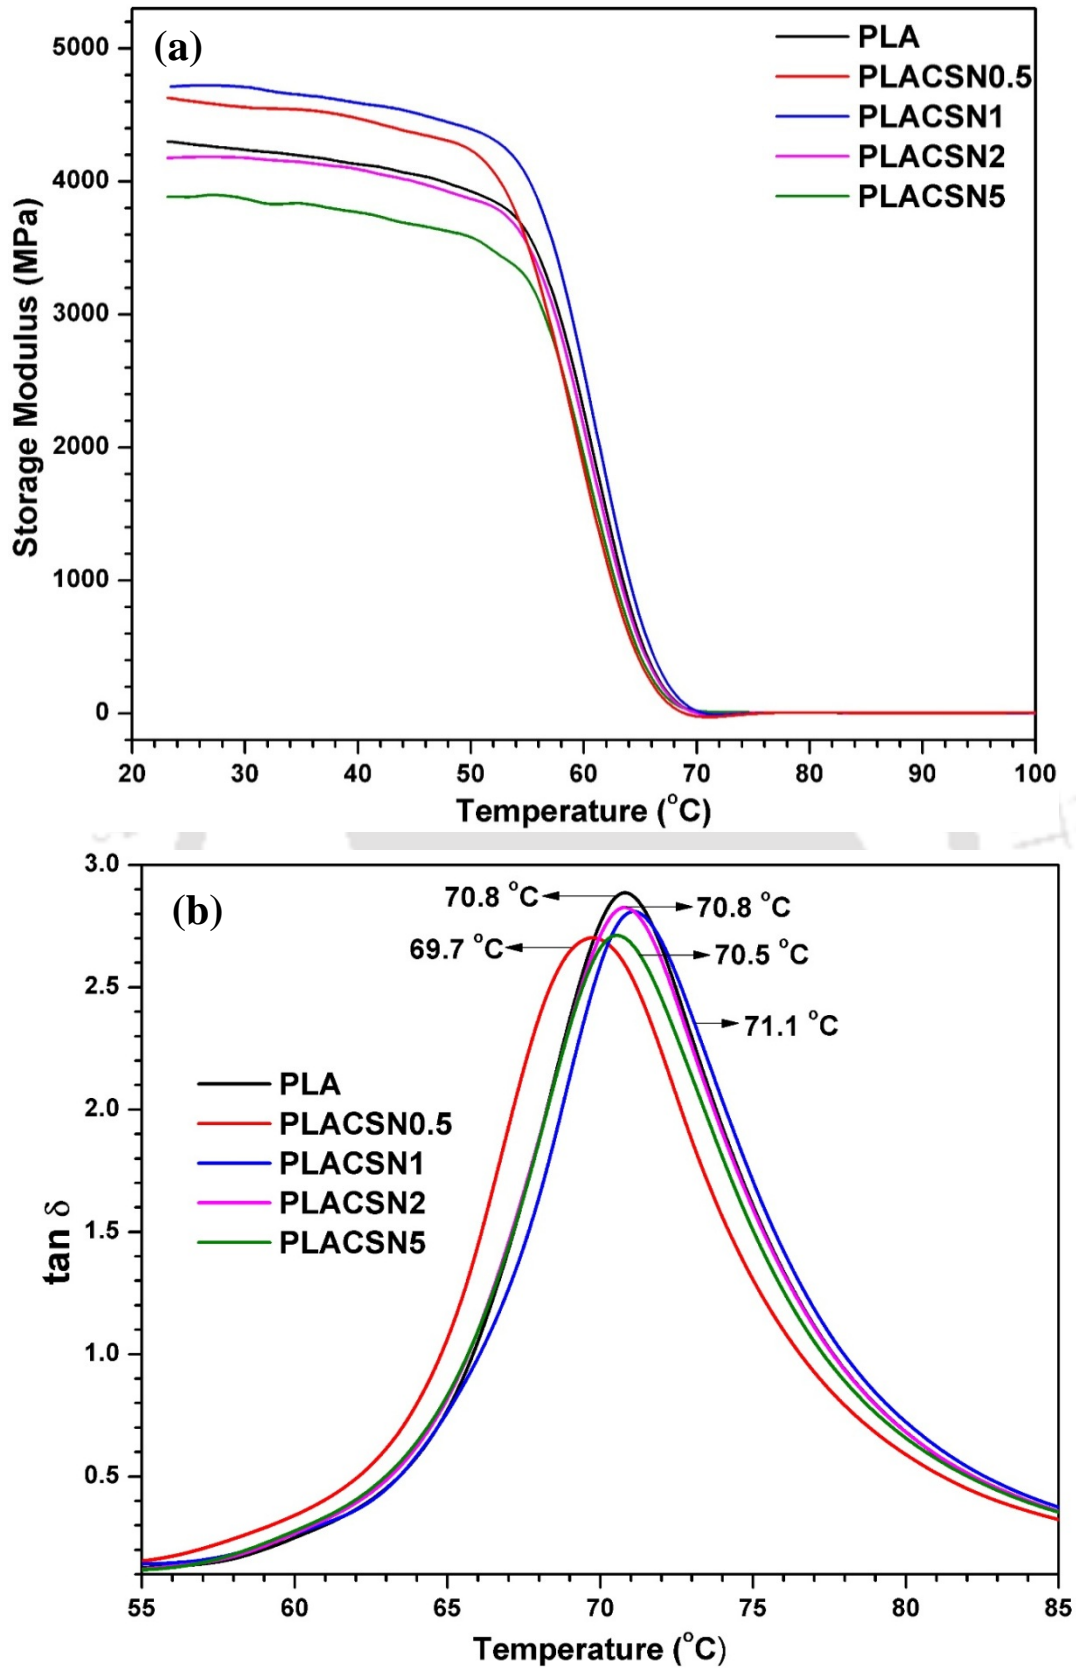 (a)
PLA
PLACSN0.5
PLACSN1
PLACSN2
PLACSN5
Storage Modulus (MPa)
5000
4000
3000
2000
1000
0
20 30 40 50 60 70 80 90 100
Temperature (°C)
(b)
70.8 °C
70.8 °C
69.7 °C
70.5 °C
71.1 °C
PLA
PLACSN0.5
PLACSN1
PLACSN2
PLACSN5
tan δ
3.0
2.5
2.0
1.5
1.0
0.5
55 60 65 70 75 80 85
Temperature (°C)